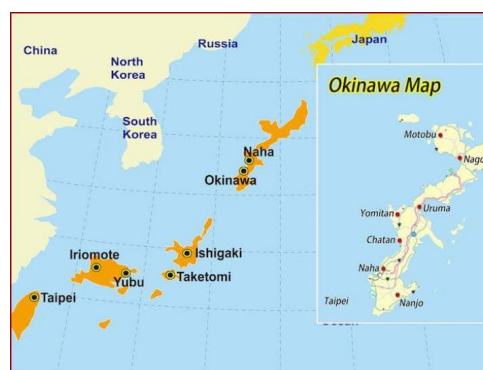 China
Russia
Japan
North
Korea
South
Korea
Naha
Okinawa
Iriomote
Yubu
Ishigaki
Taketomi
Taipei
Okinawa Map
Motobu
Nago
Yomitan
Uruma
Chatan
Naha
Taipei
Nanjo